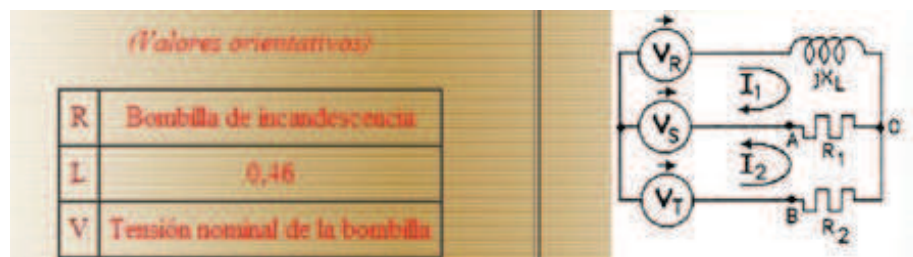 (Valores orientativos)
R Bombilla de incandescencia
L 0,46
V Tensión nominal de la bombilla
V_R
jX_L
I_1
V_S
A
R_1
C
I_2
V_T
B
R_2